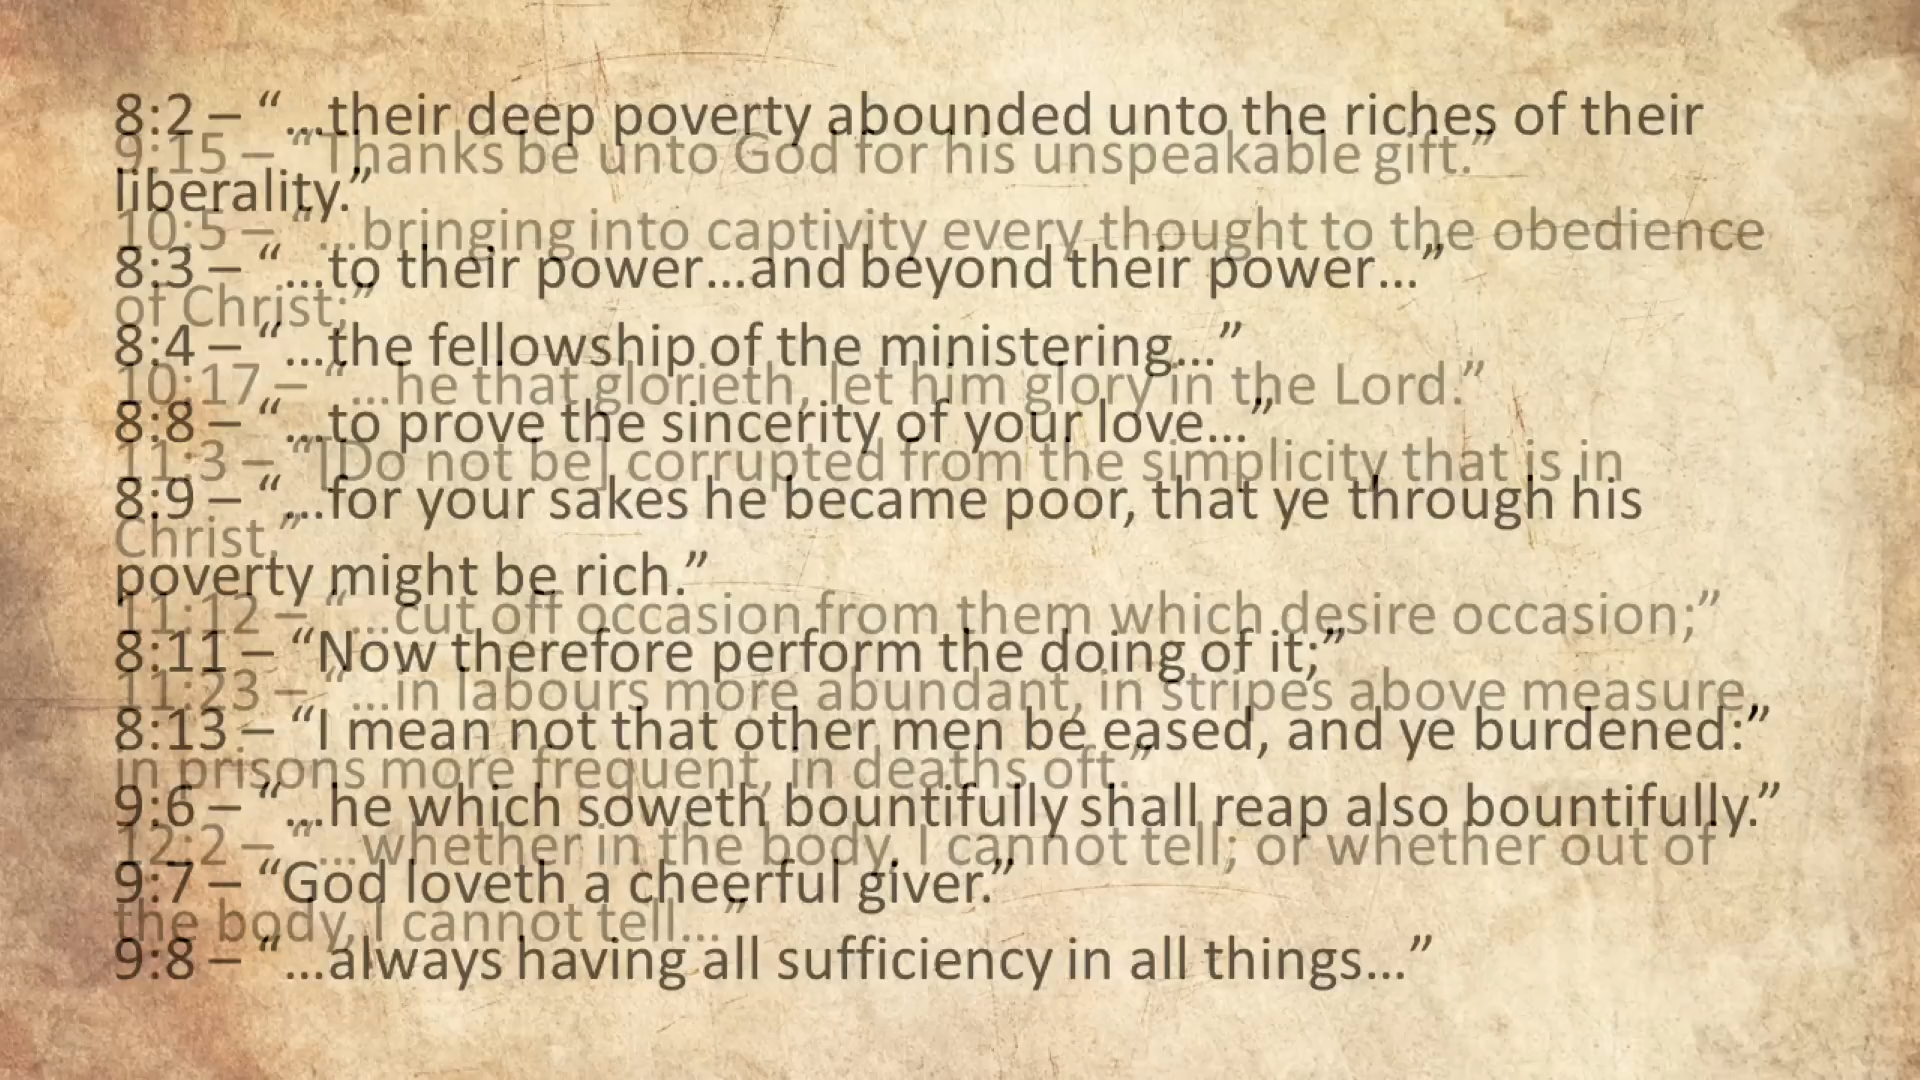 8:2 – “…their deep poverty abounded unto the riches of their
9:15 – “Thanks be unto God for his unspeakable gift.”
liberality.”
10:5 – “…bringing into captivity every thought to the obedience
8:3 – “…to their power…and beyond their power…”
of Christ;”
8:4 – “…the fellowship of the ministering…”
10:17 – “…he that glorieth, let him glory in the Lord.”
8:8 – “…to prove the sincerity of your love…”
11:3 – “[Do not be] corrupted from the simplicity that is in
8:9 – “…for your sakes he became poor, that ye through his
Christ.”
poverty might be rich.”
11:12 – “…cut off occasion from them which desire occasion;”
8:11 – “Now therefore perform the doing of it;”
11:23 – “…in labours more abundant, in stripes above measure,
8:13 – “I mean not that other men be eased, and ye burdened:”
in prisons more frequent, in deaths oft.”
9:6 – “…he which soweth bountifully shall reap also bountifully.”
12:2 – “…whether in the body, I cannot tell; or whether out of
9:7 – “God loveth a cheerful giver.”
the body, I cannot tell…”
9:8 – “…always having all sufficiency in all things…”